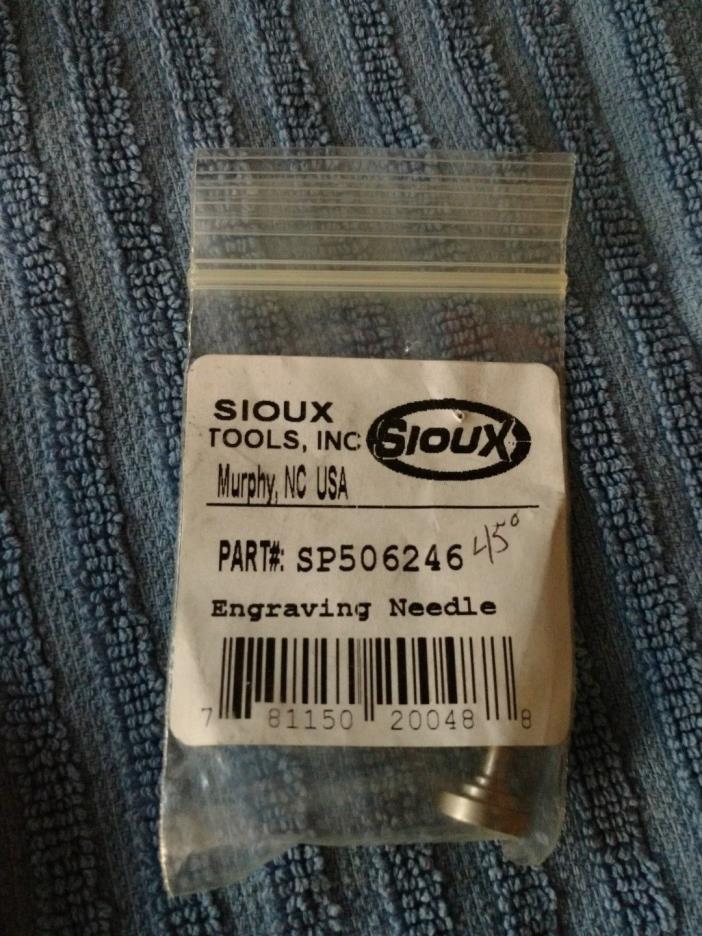 SIOUX
TOOLS, INC
SIOUX
Murphy, NC USA
PART#: SP506246 45°
Engraving Needle
7 81150 20048 8